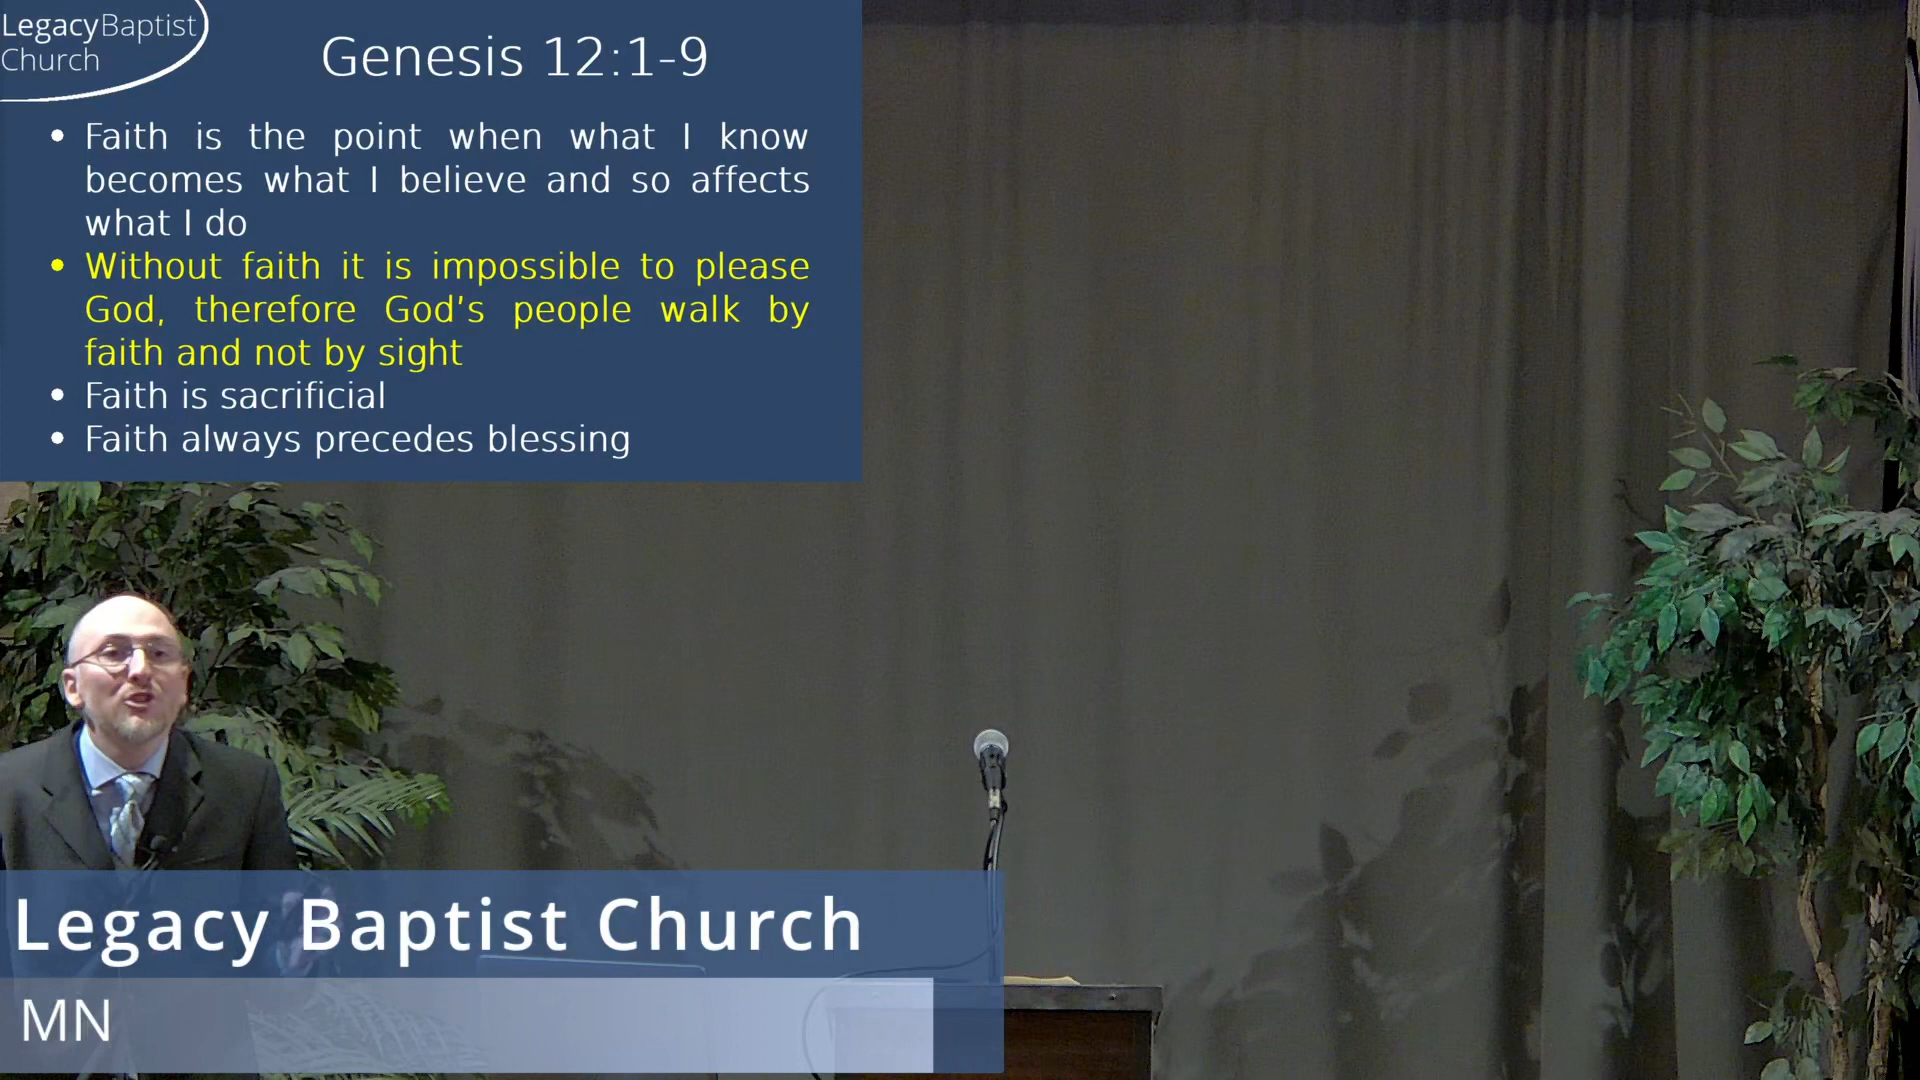 LegacyBaptist
Church
Genesis 12:1-9
• Faith is the point when what I know
becomes what I believe and so affects
what I do
• Without faith it is impossible to please
God, therefore God’s people walk by
faith and not by sight
• Faith is sacrificial
• Faith always precedes blessing
Legacy Baptist Church
MN